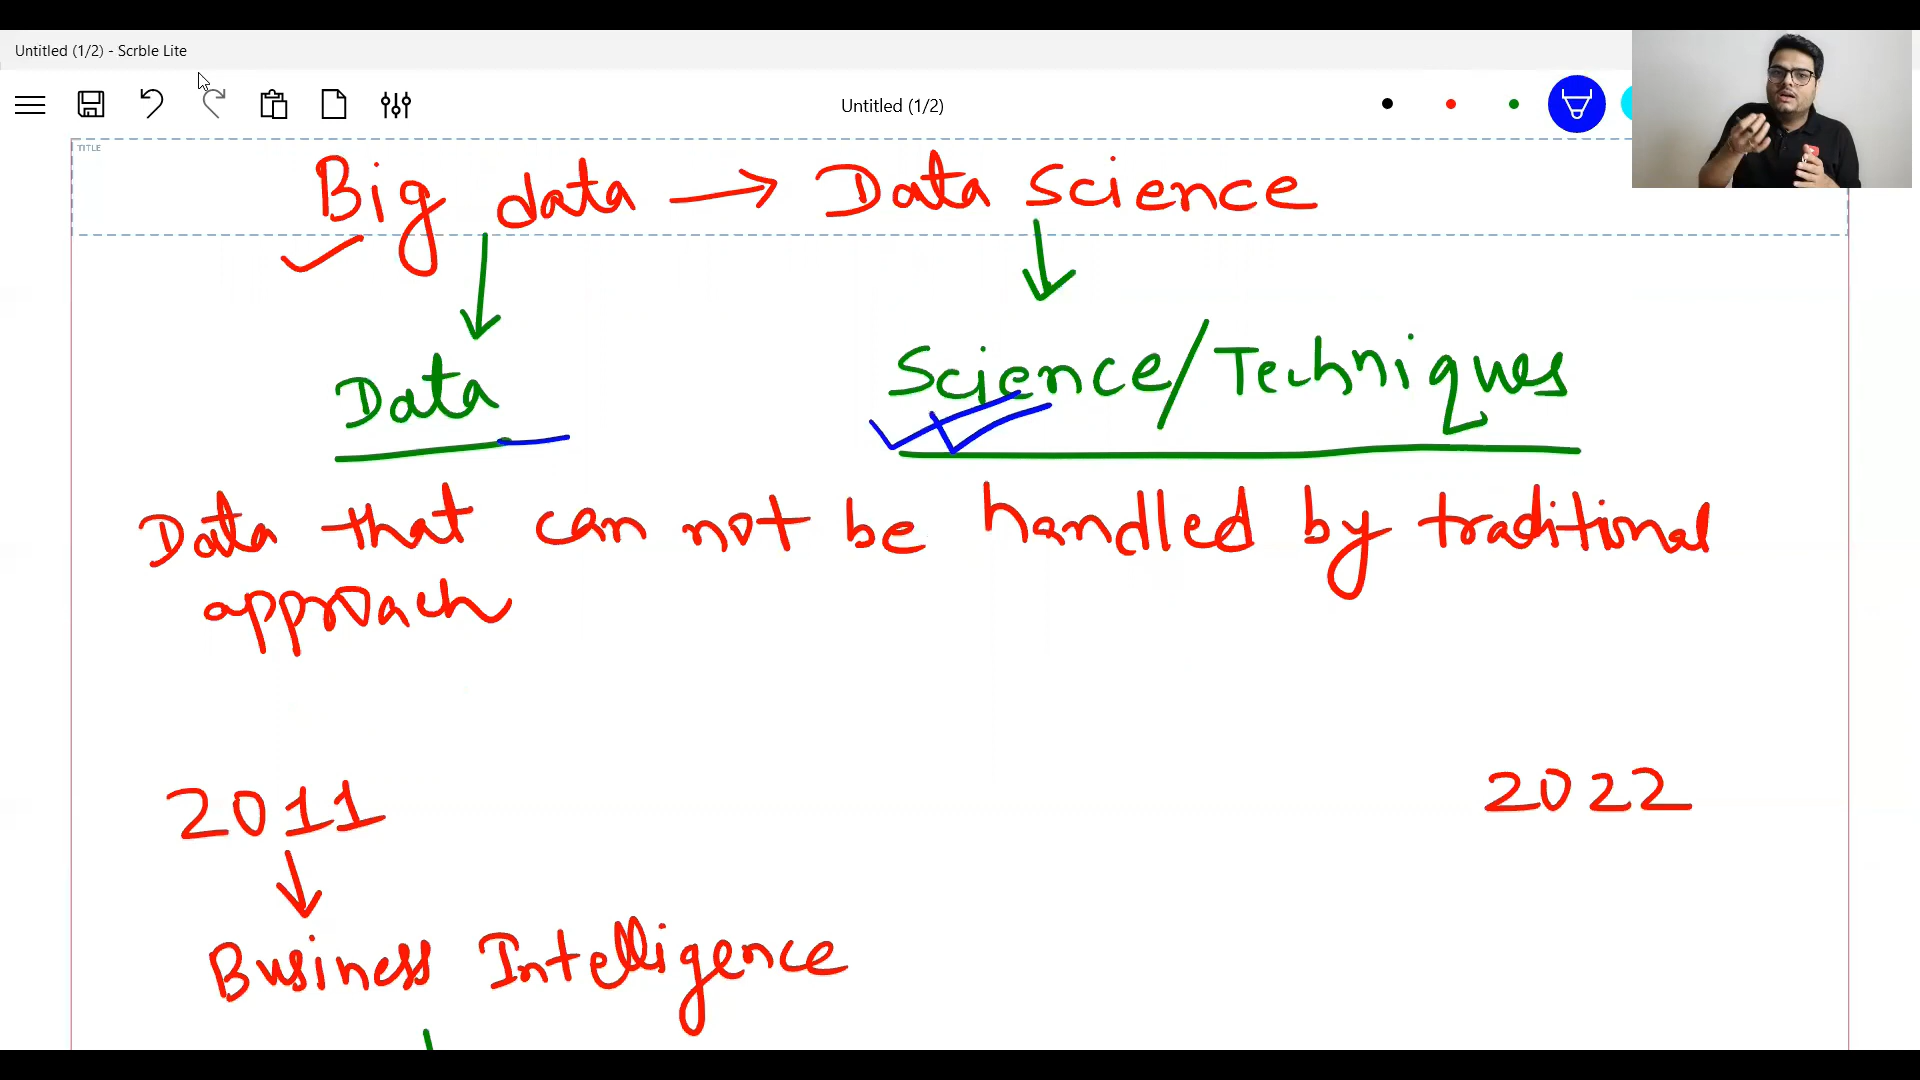 Untitled (1/2) - Scrble Lite
Untitled (1/2)
TITLE
Big data → Data Science
Data Science/Techniques
Data that can not be handled by traditional
approach
2011 2022
Business Intelligence